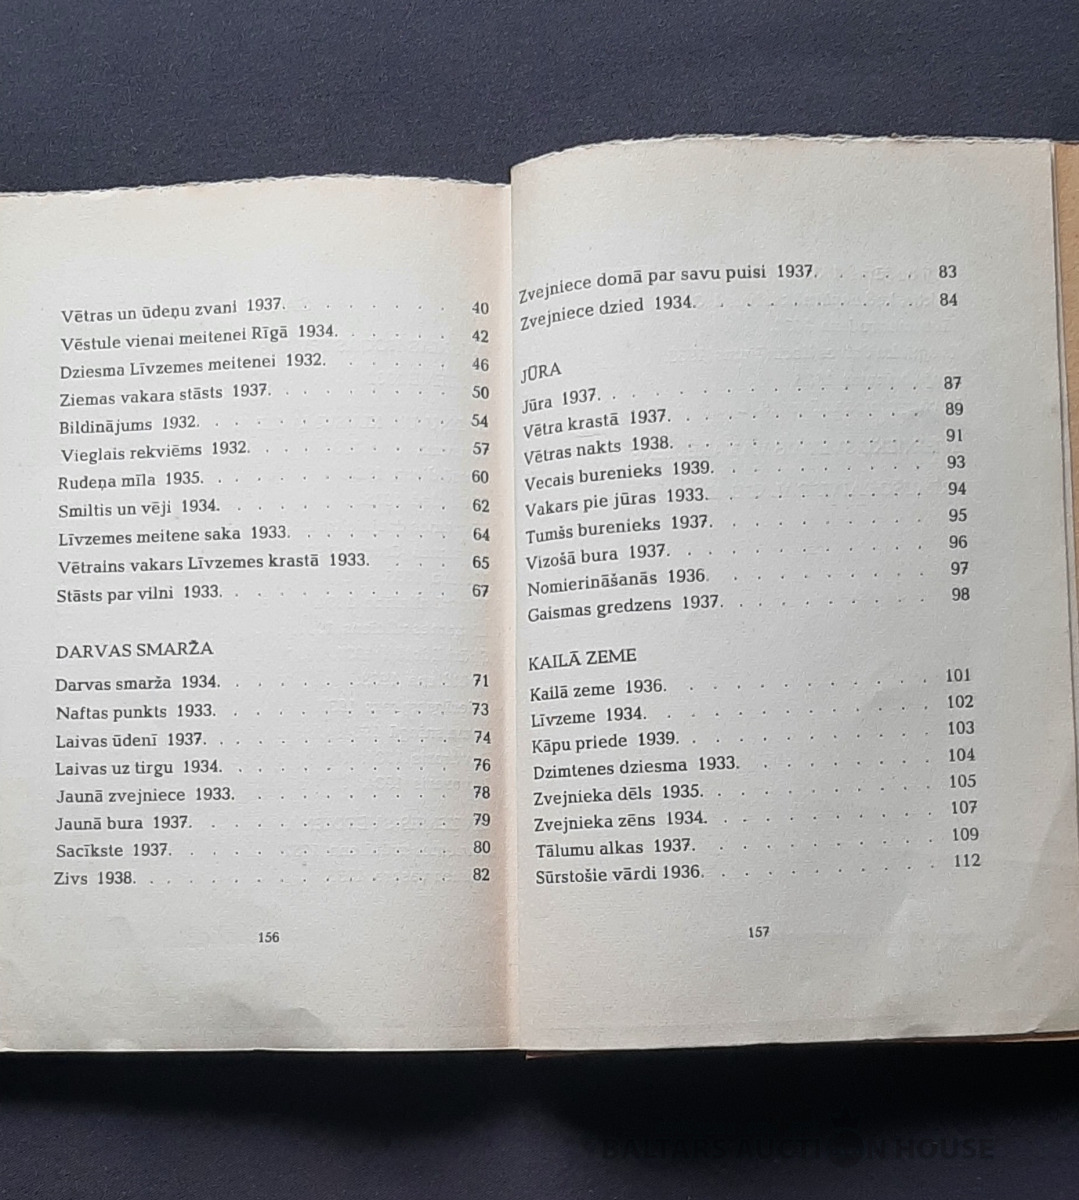 Vētras un ūdeņu zvani 1937. . . . . . . 40
Vēstule vienai meitenei Rīgā 1934. . . . . 42
Dziesma Līvzemes meitenei 1932. . . . . . 46
Ziemas vakara stāsts 1937. . . . . . . . 50
Bildinājums 1932. . . . . . . . . . 54
Vieglais rekviēms 1932. . . . . . . . . 57
Rudeņa mīla 1935. . . . . . . . . . 60
Smiltis un vēji 1934. . . . . . . . . 62
Līvzemes meitene saka 1933. . . . . . . 64
Vētrains vakars Līvzemes krastā 1933. . . . 65
Stāsts par vilni 1933. . . . . . . . . 67
DARVAS SMARŽA
Darvas smarža 1934. . . . . . . . . 71
Naftas punkts 1933. . . . . . . . . . 73
Laivas ūdenī 1937. . . . . . . . . . 74
Laivas uz tirgu 1934. . . . . . . . . 76
Jaunā zvejniece 1933. . . . . . . . . 78
Jaunā bura 1937. . . . . . . . . . 79
Sacīkste 1937. . . . . . . . . . . 80
Zivs 1938. . . . . . . . . . . . 82
156
Zvejniece domā par savu puisi 1937. . . . . 83
Zvejniece dzied 1934. . . . . . . . . 84
JŪRA
Jūra 1937. . . . . . . . . . . . 87
Vētra krastā 1937. . . . . . . . . . 89
Vētras nakts 1938. . . . . . . . . . 91
Vecais burenieks 1939. . . . . . . . . 93
Vakars pie jūras 1933. . . . . . . . . 94
Tumšs burenieks 1937. . . . . . . . . 95
Vizošā bura 1937. . . . . . . . . . 96
Nomierināšanās 1936. . . . . . . . . 97
Gaismas gredzens 1937. . . . . . . . . 98
KAILĀ ZEME
Kailā zeme 1936. . . . . . . . . . 101
Līvzeme 1934. . . . . . . . . . . 102
Kāpu priede 1939. . . . . . . . . . 103
Dzimtenes dziesma 1933. . . . . . . . 104
Zvejnieka dēls 1935. . . . . . . . . 105
Zvejnieka zēns 1934. . . . . . . . . 107
Tālumu alkas 1937. . . . . . . . . . 109
Sūrstošie vārdi 1936. . . . . . . . . 112
157
BALTARS AUCTION HOUSE